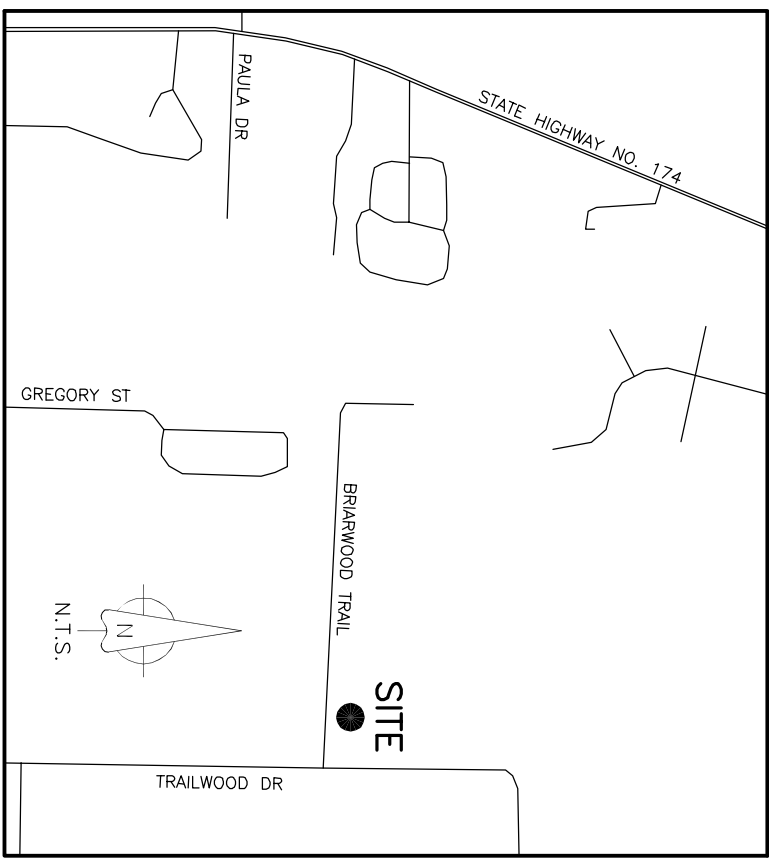 STATE HIGHWAY NO. 174
PAULA DR
GREGORY ST
BRIARWOOD TRAIL
N
N.T.S.
SITE
TRAILWOOD DR